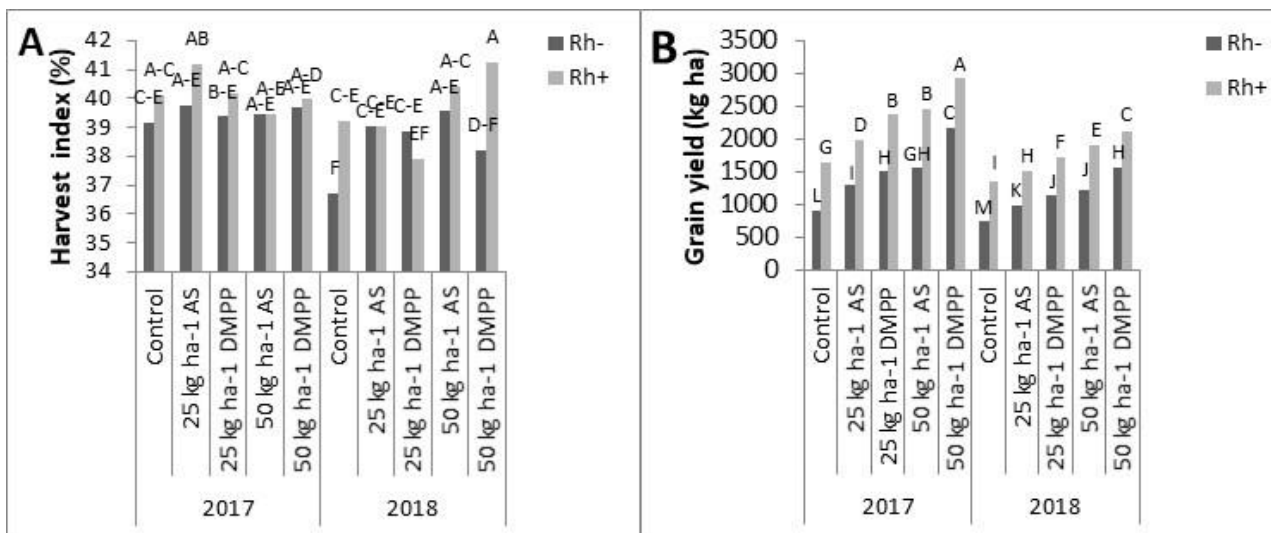 A
Harvest index (%)
42
41
40
39
38
37
36
35
34
C-E
A-C
A-E
AB
B-E
A-C
A-E
A-E
A-E
A-D
F
C-E
C-E
C-E
C-E
EF
A-E
A-C
D-F
A
Rh-
Rh+
Control
25 kg ha-1 AS
25 kg ha-1 DMPP
50 kg ha-1 AS
50 kg ha-1 DMPP
Control
25 kg ha-1 AS
25 kg ha-1 DMPP
50 kg ha-1 AS
50 kg ha-1 DMPP
2017
2018
B
Grain yield (kg ha)
3500
3000
2500
2000
1500
1000
500
0
L
G
I
D
H
B
GH
B
C
A
M
I
K
H
J
F
J
E
H
C
Rh-
Rh+
Control
25 kg ha-1 AS
25 kg ha-1 DMPP
50 kg ha-1 AS
50 kg ha-1 DMPP
Control
25 kg ha-1 AS
25 kg ha-1 DMPP
50 kg ha-1 AS
50 kg ha-1 DMPP
2017
2018